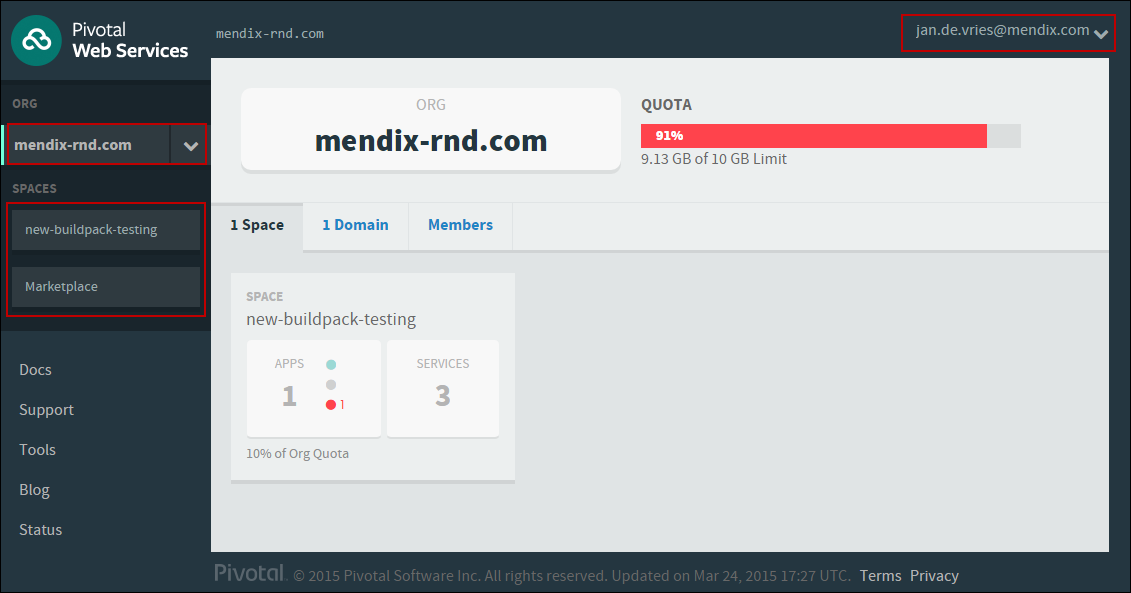 Pivotal
Web Services
mendix-rnd.com
jan.de.vries@mendix.com
ORG
mendix-rnd.com
SPACES
new-buildpack-testing
Marketplace
Docs
Support
Tools
Blog
Status
ORG
mendix-rnd.com
QUOTA
91%
9.13 GB of 10 GB Limit
1 Space
1 Domain
Members
SPACE
new-buildpack-testing
APPS
1
1
SERVICES
3
10% of Org Quota
Pivotal. © 2015 Pivotal Software Inc. All rights reserved. Updated on Mar 24, 2015 17:27 UTC. Terms Privacy